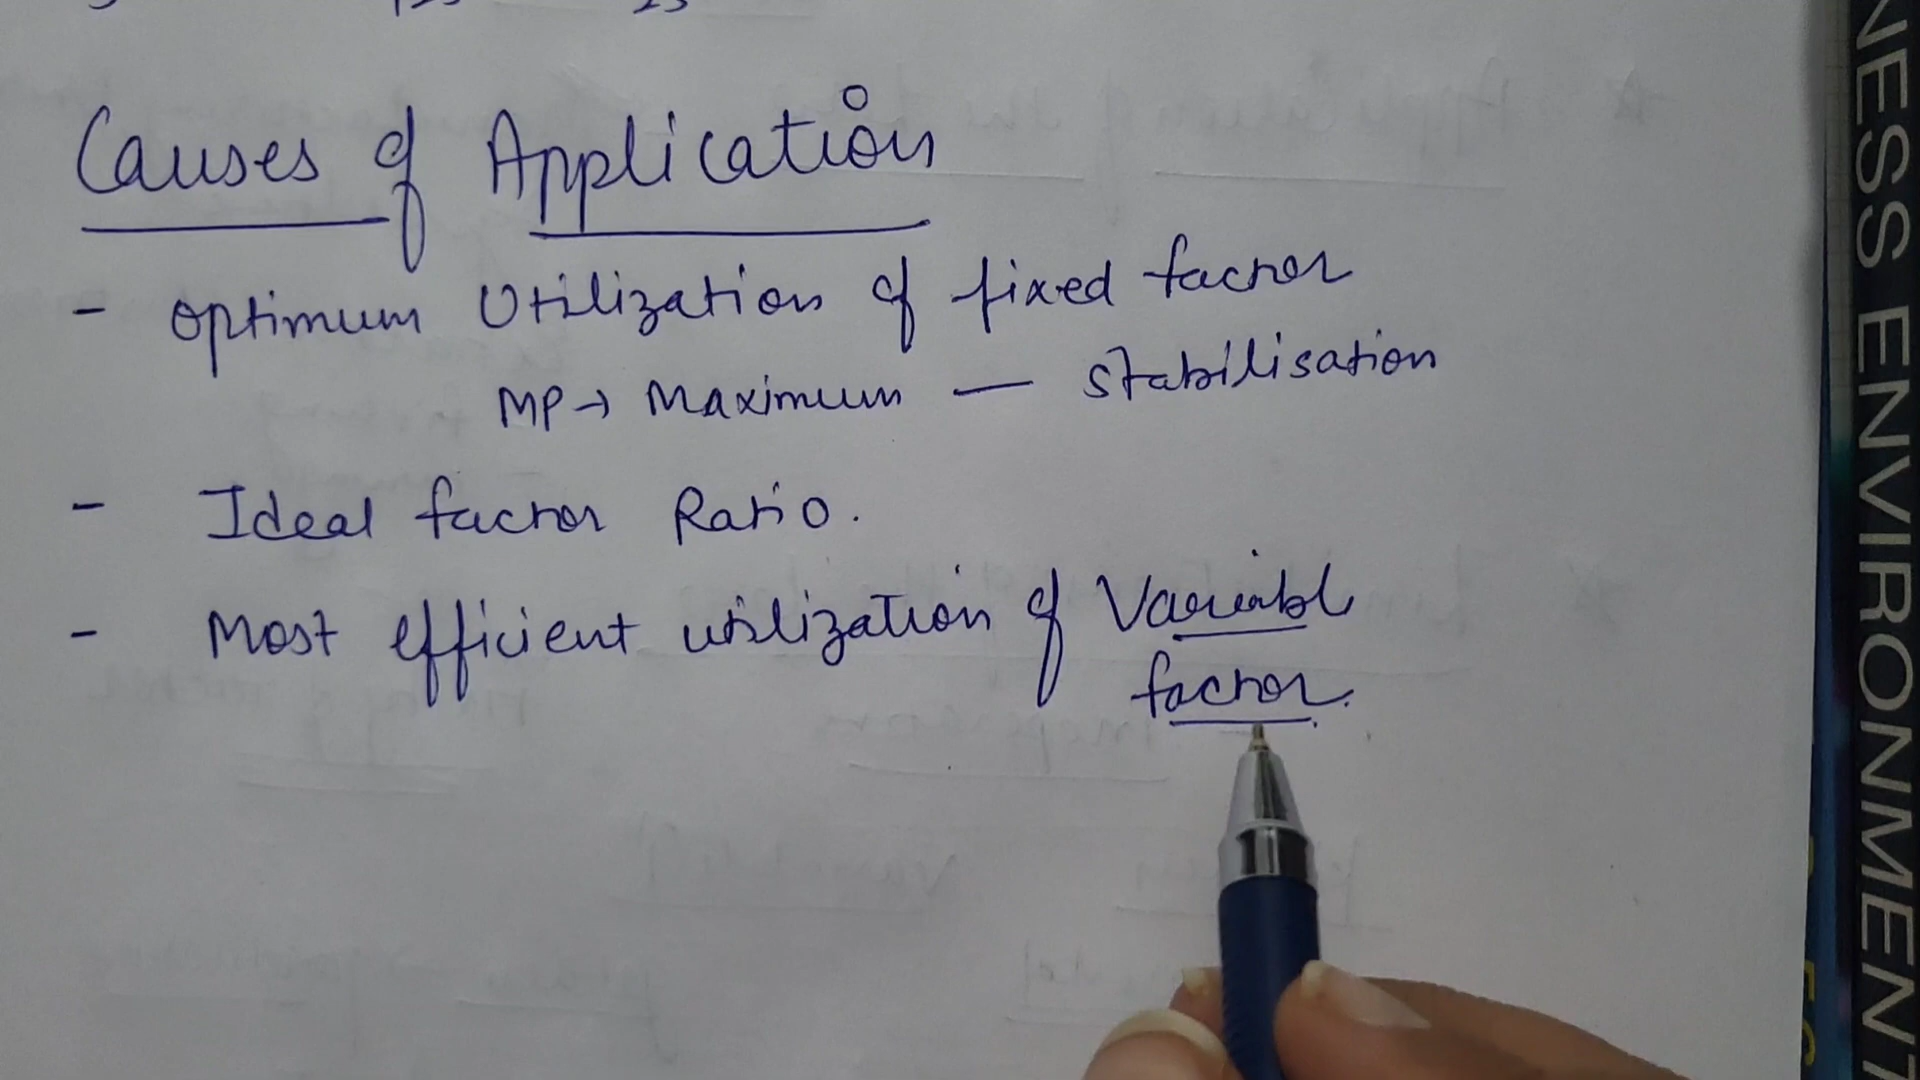 Causes of Application
- optimum Utilization of fixed factor
MP → Maximum — Stabilisation
- Ideal factor Ratio.
- Most efficient utilization of Variabl
factor.
NESS ENVIRONMENT